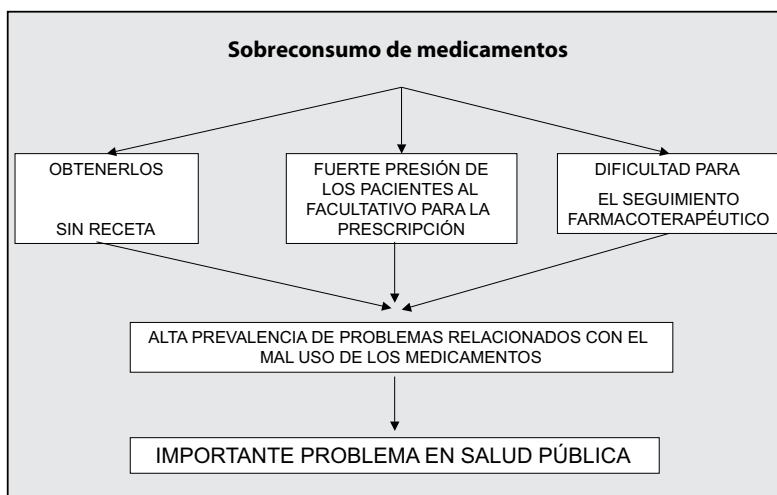 Sobreconsumo de medicamentos
OBTENERLOS
SIN RECETA
FUERTE PRESIÓN DE
LOS PACIENTES AL
FACULTATIVO PARA LA
PRESCRIPCIÓN
DIFICULTAD PARA
EL SEGUIMIENTO
FARMACOTERAPÉUTICO
ALTA PREVALENCIA DE PROBLEMAS RELACIONADOS CON EL
MAL USO DE LOS MEDICAMENTOS
IMPORTANTE PROBLEMA EN SALUD PÚBLICA